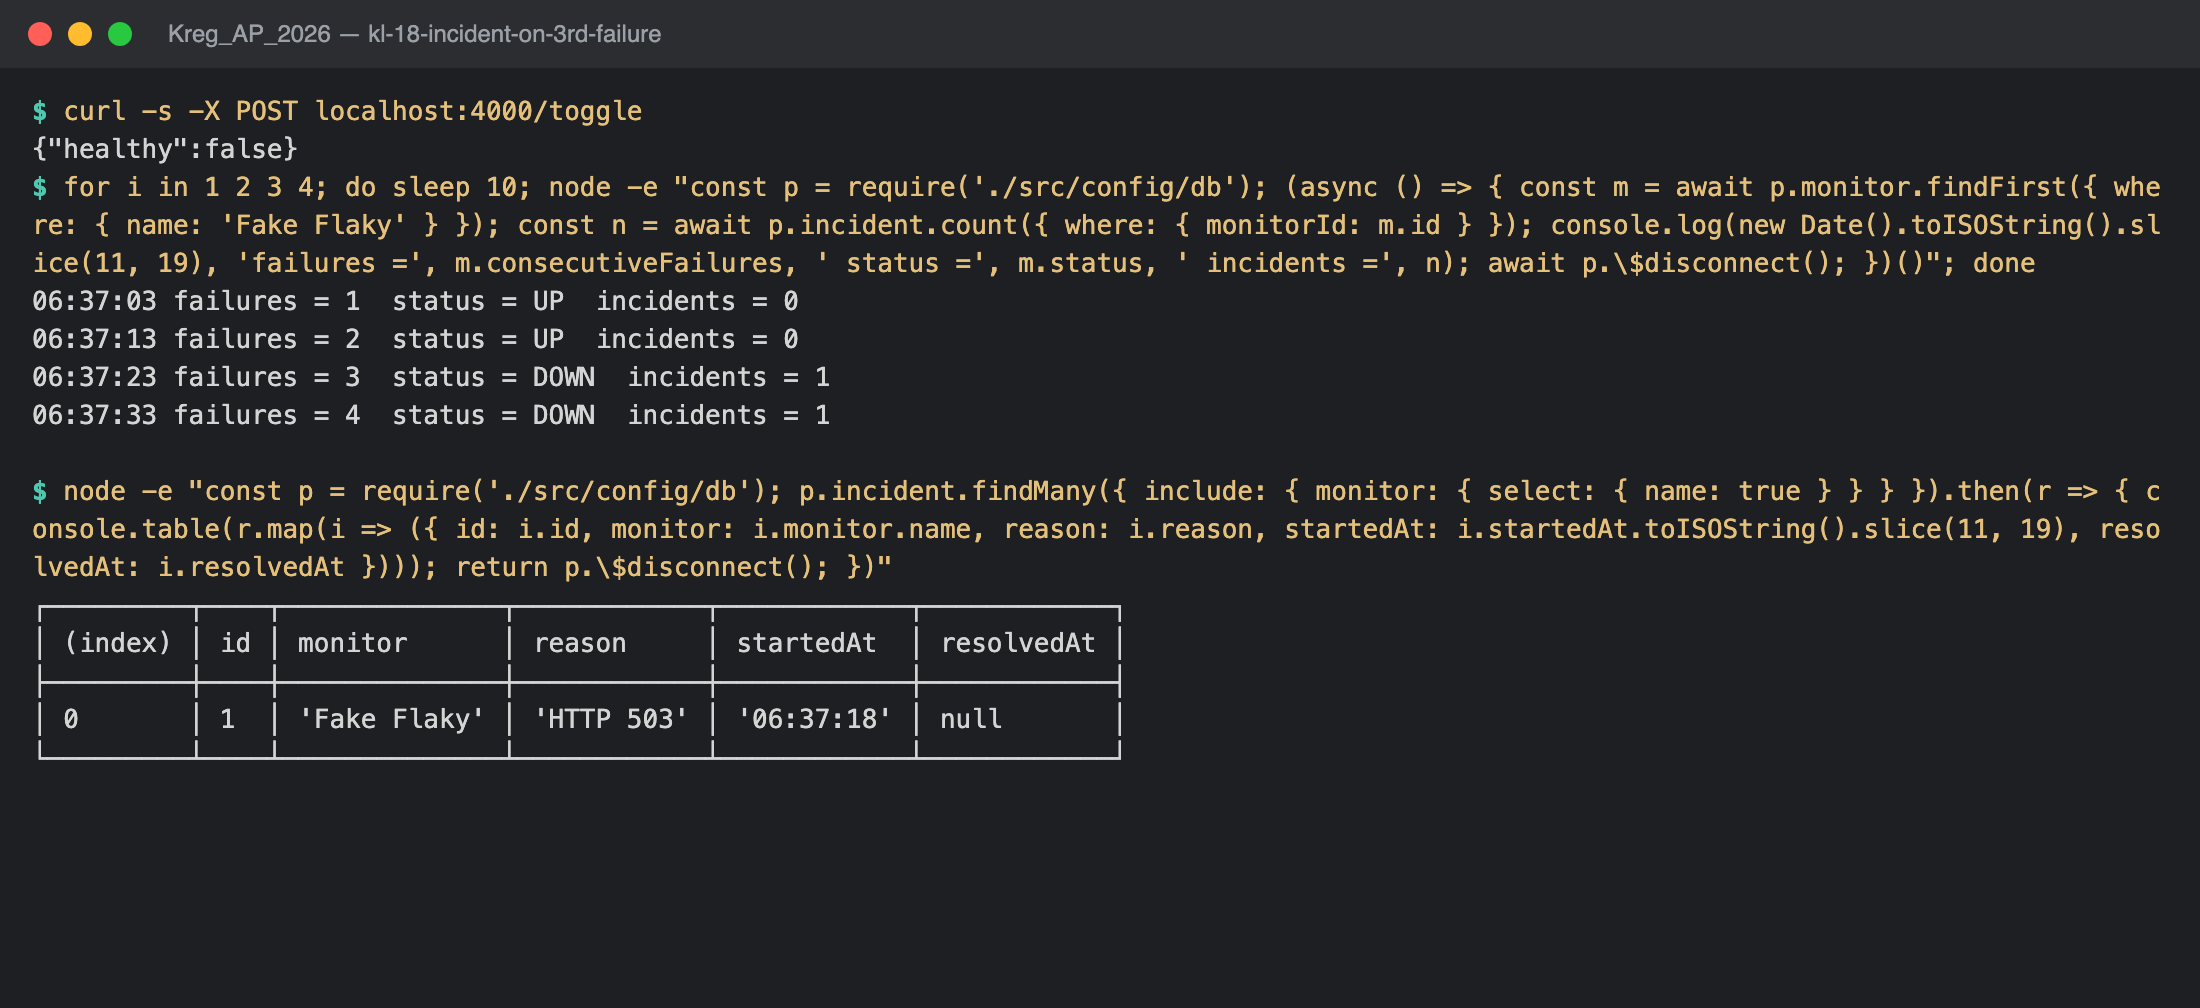 Kreg_AP_2026 — kl-18-incident-on-3rd-failure
$ curl -s -X POST localhost:4000/toggle
{"healthy":false}
$ for i in 1 2 3 4; do sleep 10; node -e "const p = require('./src/config/db'); (async () => { const m = await p.monitor.findFirst({ whe
re: { name: 'Fake Flaky' } }); const n = await p.incident.count({ where: { monitorId: m.id } }); console.log(new Date().toISOString().sl
ice(11, 19), 'failures =', m.consecutiveFailures, ' status =', m.status, ' incidents =', n); await p.\$disconnect(); })()"; done
06:37:03 failures = 1  status = UP  incidents = 0
06:37:13 failures = 2  status = UP  incidents = 0
06:37:23 failures = 3  status = DOWN  incidents = 1
06:37:33 failures = 4  status = DOWN  incidents = 1
$ node -e "const p = require('./src/config/db'); p.incident.findMany({ include: { monitor: { select: { name: true } } } }).then(r => { c
onsole.table(r.map(i => ({ id: i.id, monitor: i.monitor.name, reason: i.reason, startedAt: i.startedAt.toISOString().slice(11, 19), reso
lvedAt: i.resolvedAt }))); return p.\$disconnect(); })"
(index) id monitor reason startedAt resolvedAt
0 1 'Fake Flaky' 'HTTP 503' '06:37:18' null